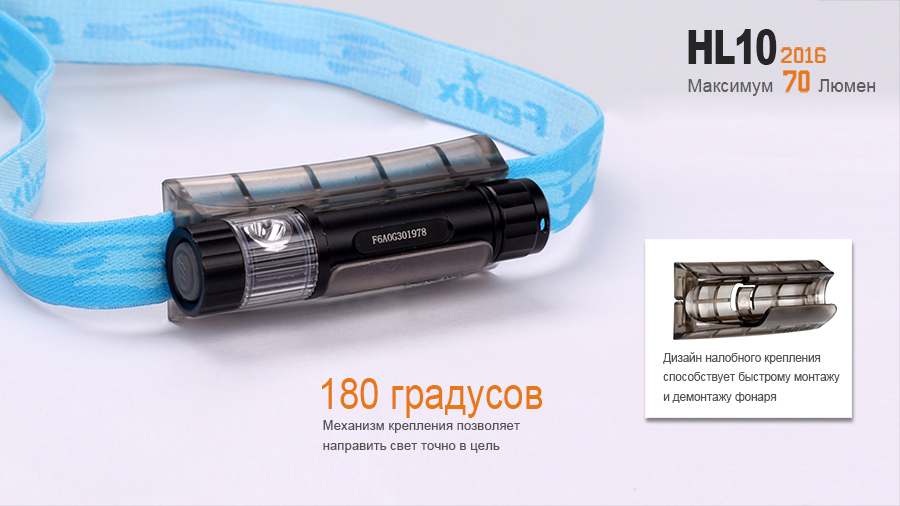 HL10 2016
Максимум 70 Люмен
FENIX
F6A0G301978
Дизайн налобного крепления
способствует быстрому монтажу
и демонтажу фонаря
180 градусов
Механизм крепления позволяет
направить свет точно в цель